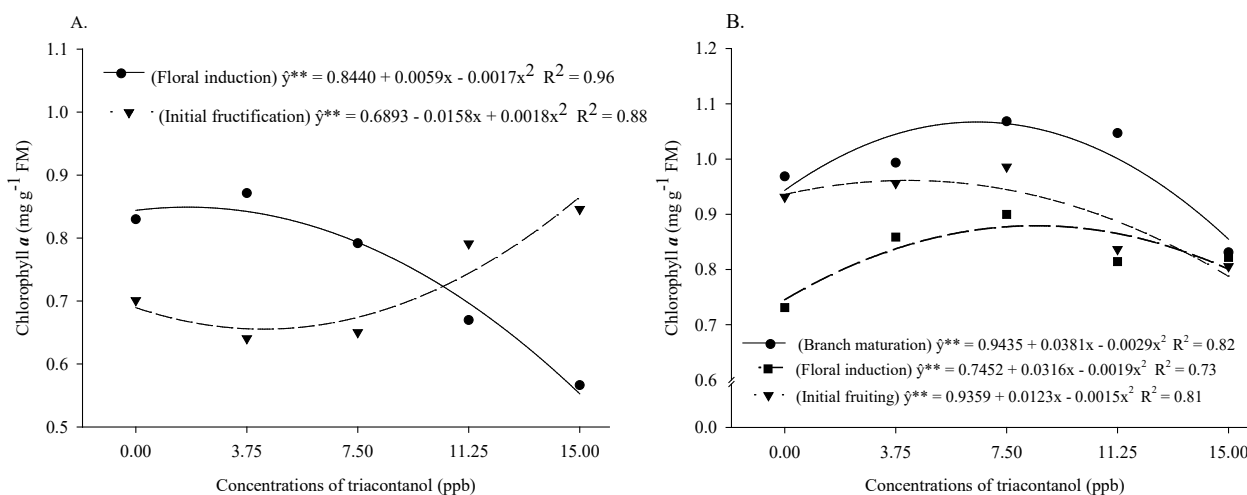 A.
1.1
1.0
0.9
0.8
0.7
0.6
0.5
Chlorophyll a (mg g⁻¹ FM)
(Floral induction) ŷ** = 0.8440 + 0.0059x - 0.0017x² R² = 0.96
(Initial fructification) ŷ** = 0.6893 - 0.0158x + 0.0018x² R² = 0.88
0.00 3.75 7.50 11.25 15.00
Concentrations of triacontanol (ppb)
B.
1.2
1.1
1.0
0.9
0.8
0.7
0.6
0.0
Chlorophyll a (mg g⁻¹ FM)
(Branch maturation) ŷ** = 0.9435 + 0.0381x - 0.0029x² R² = 0.82
(Floral induction) ŷ** = 0.7452 + 0.0316x - 0.0019x² R² = 0.73
(Initial fruiting) ŷ** = 0.9359 + 0.0123x - 0.0015x² R² = 0.81
0.00 3.75 7.50 11.25 15.00
Concentrations of triacontanol (ppb)